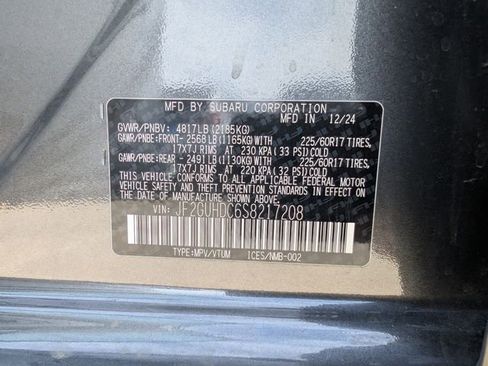 MFD BY SUBARU CORPORATION
MFD IN 12/24
GVWR/PNBV: 4817LB(2185KG)
GAWR/PNBE:FRONT- 2568LB(1165KG)WITH 225/60R17 TIRES,
17X7J RIMS AT 230 KPA(33 PSI)COLD
GAWR/PNBE:REAR - 2491LB(1130KG)WITH 225/60R17 TIRES,
17X7J RIMS AT 220 KPA(32 PSI)COLD
THIS VEHICLE CONFORMS TO ALL APPLICABLE FEDERAL MOTOR
VEHICLE SAFETY STANDARDS IN EFFECT ON THE
DATE OF MANUFACTURE SHOWN ABOVE.
VIN: JF2GUHDC6S8217208
TYPE:MPV/VTUM ICES/NMB-002